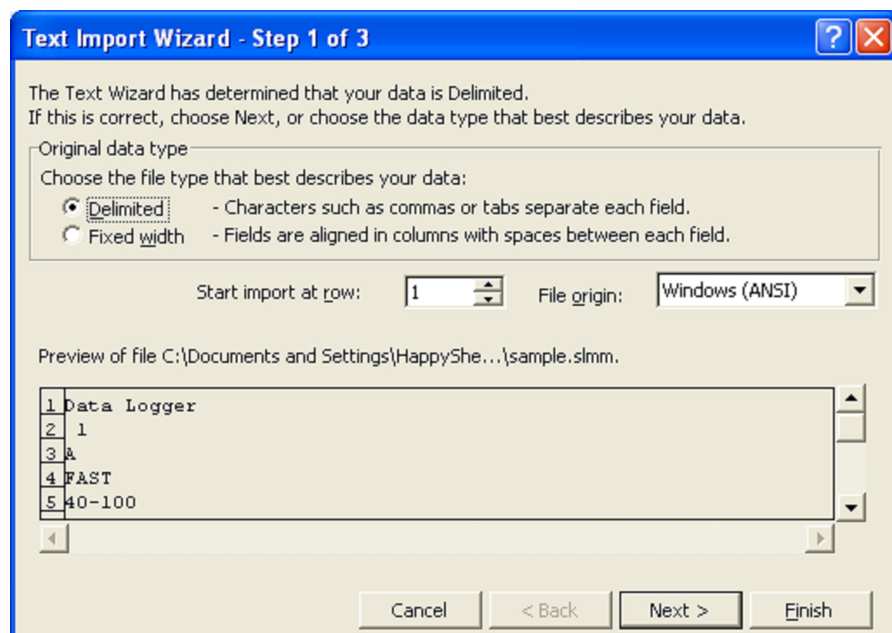 Text Import Wizard - Step 1 of 3
The Text Wizard has determined that your data is Delimited.
If this is correct, choose Next, or choose the data type that best describes your data.
Original data type
Choose the file type that best describes your data:
Delimited - Characters such as commas or tabs separate each field.
Fixed width - Fields are aligned in columns with spaces between each field.
Start import at row: 1 File origin: Windows (ANSI)
Preview of file C:\Documents and Settings\HappyShe...\sample.slmm.
1 Data Logger
2 1
3 A
4 FAST
5 40-100
Cancel < Back Next > Finish